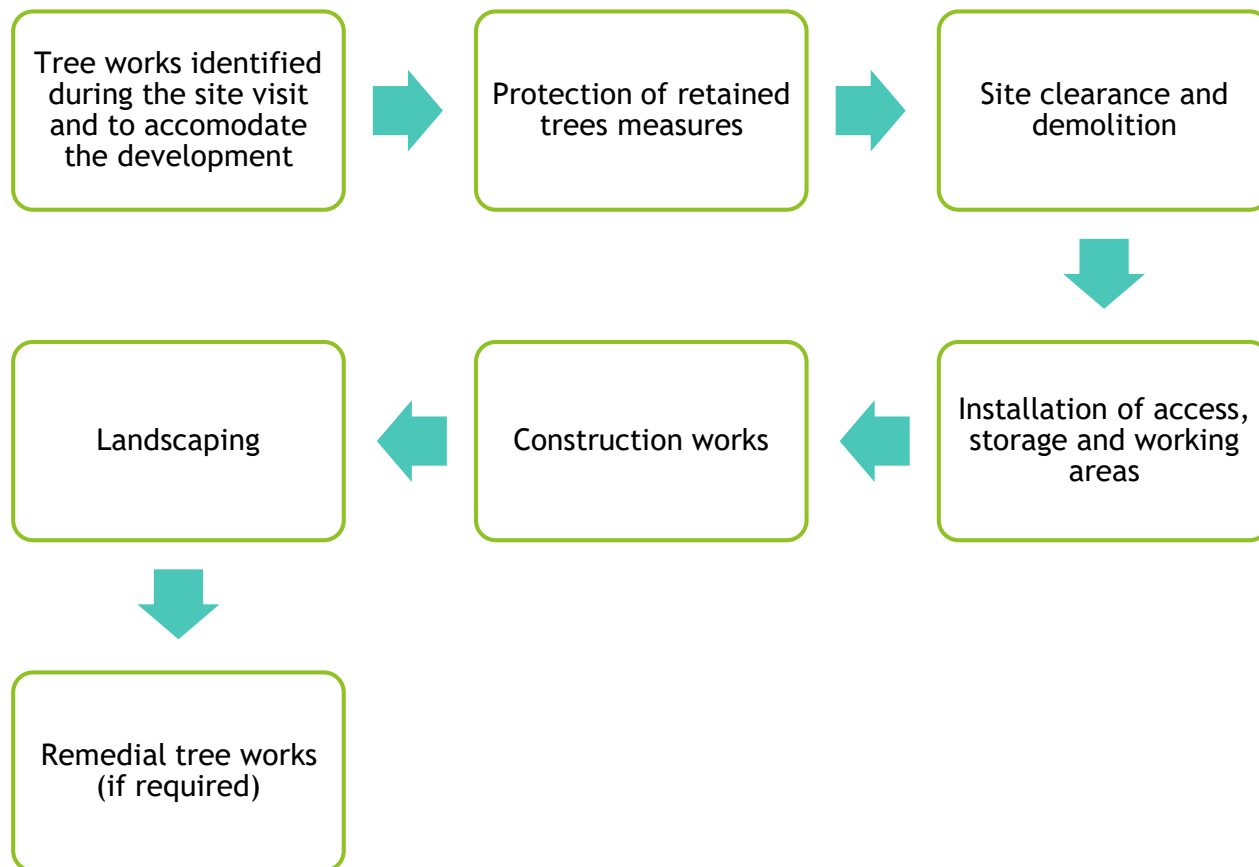 Tree works identified
during the site visit
and to accomodate
the development
Protection of retained
trees measures
Site clearance and
demolition
Installation of access,
storage and working
areas
Construction works
Landscaping
Remedial tree works
(if required)